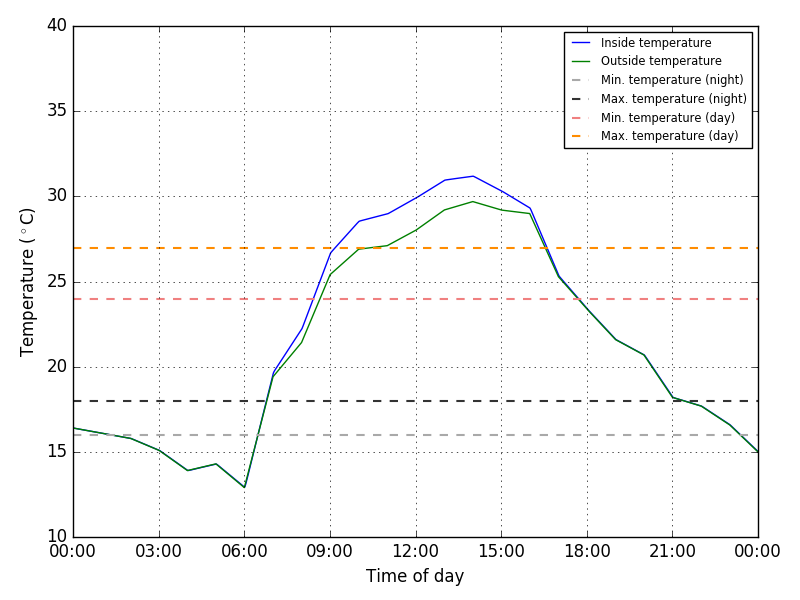 40
35
30
25
20
15
10
Temperature (°C)
00:00 03:00 06:00 09:00 12:00 15:00 18:00 21:00 00:00
Time of day
Inside temperature
Outside temperature
Min. temperature (night)
Max. temperature (night)
Min. temperature (day)
Max. temperature (day)